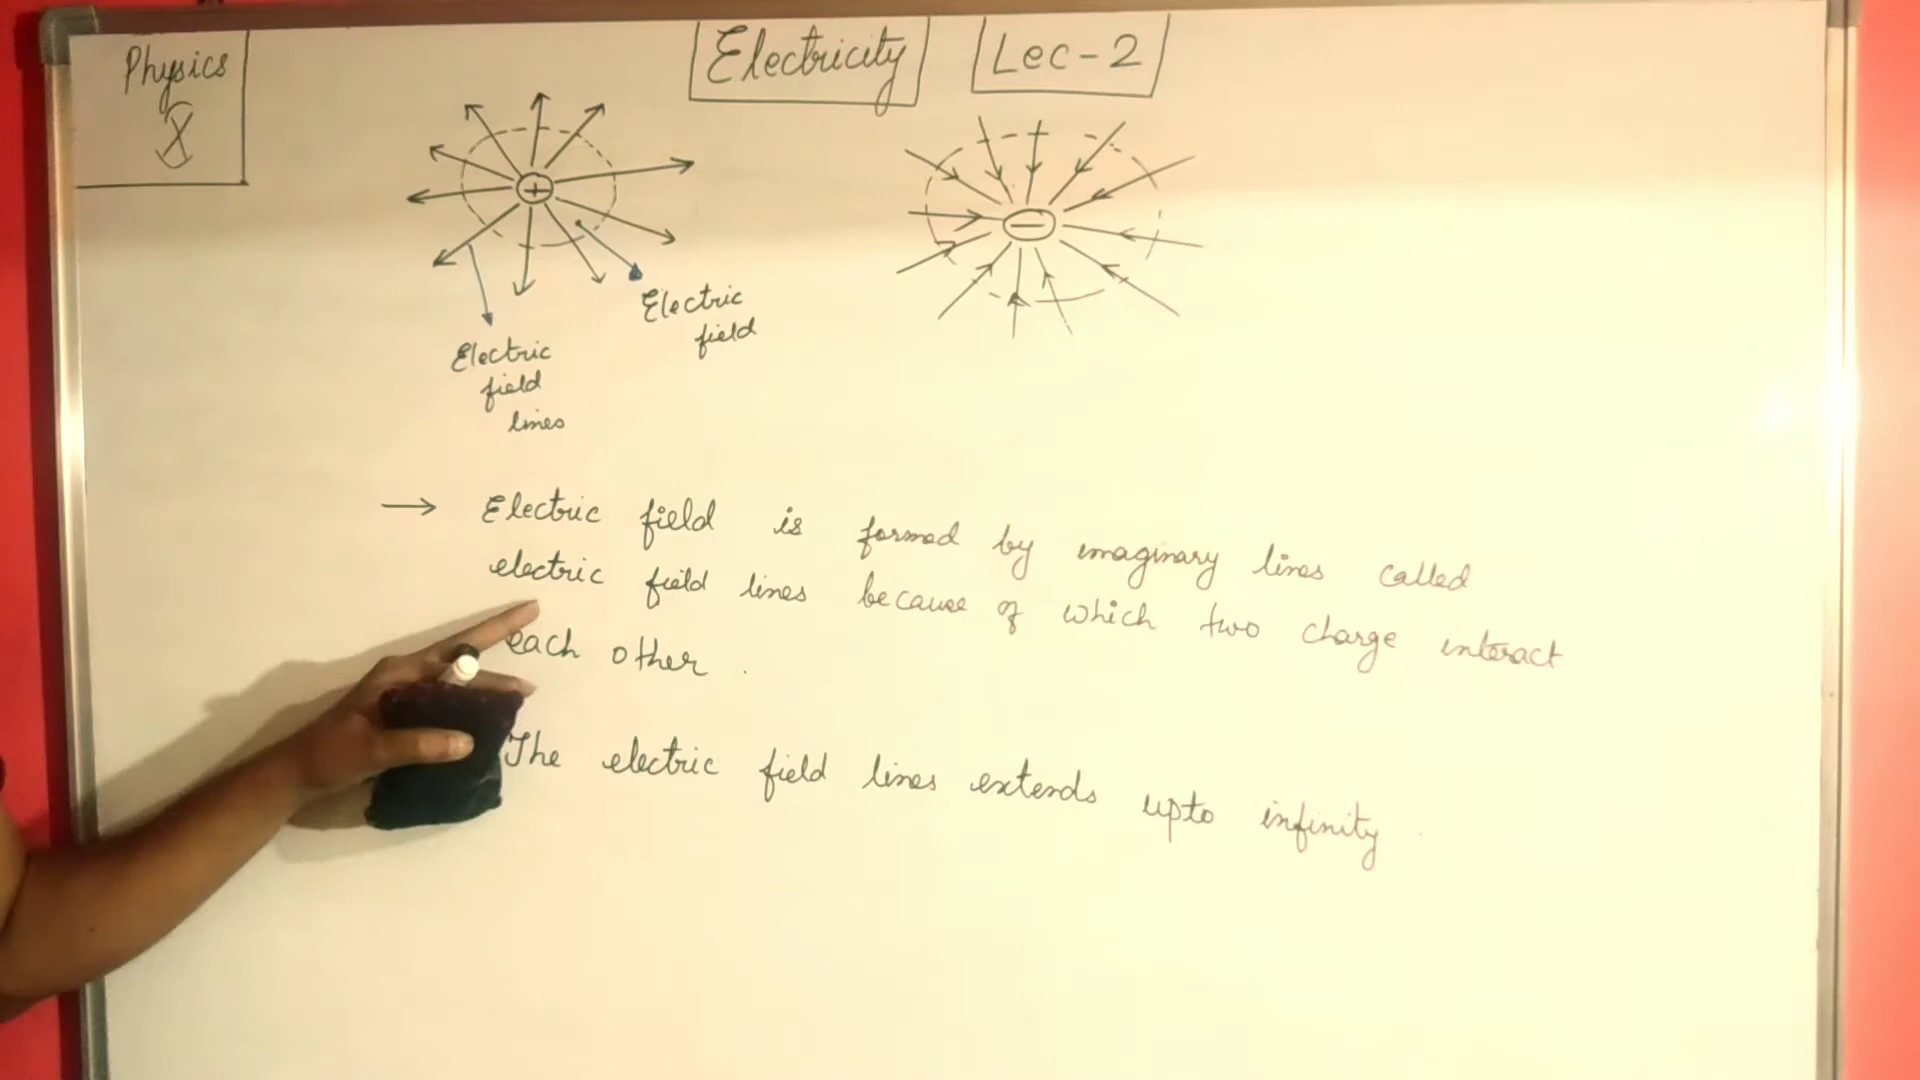 Physics
X
Electricity
Lec-2
+
−
Electric
field
Electric
field
lines
→ Electric field is formed by imaginary lines called
electric field lines because of which two charge interact
each other.
The electric field lines extends upto infinity